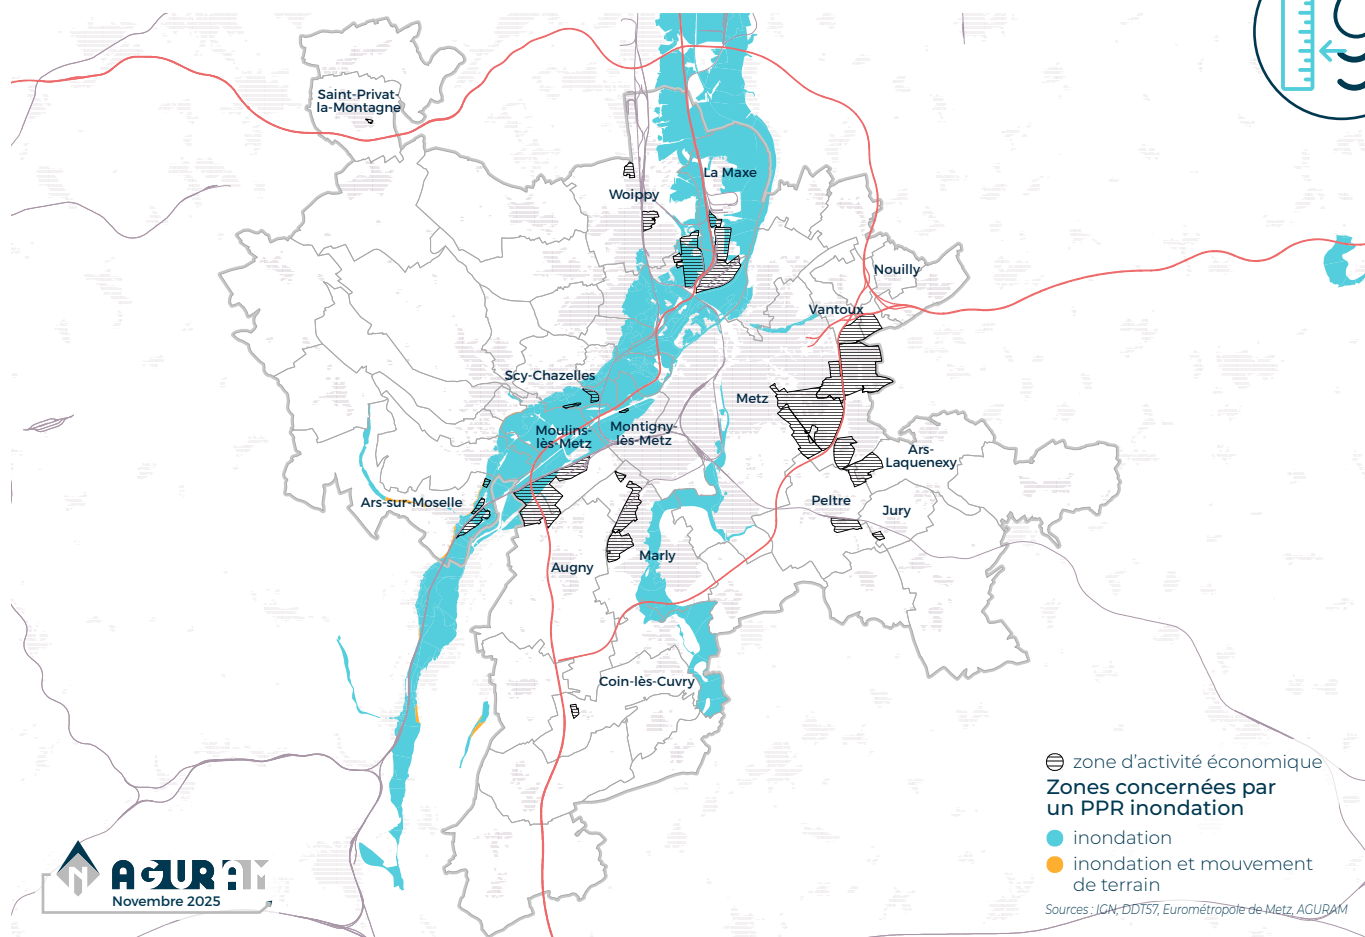 Saint-Privat-
la-Montagne
La Maxe
Woippy
Nouilly
Vantoux
Scy-Chazelles
Metz
Moulins-
lès-Metz
Montigny-
lès-Metz
Ars-
Laquenexy
Ars-sur-Moselle
Peltre
Jury
Marly
Augny
Coin-lès-Cuvry
zone d’activité économique
Zones concernées par
un PPR inondation
inondation
inondation et mouvement
de terrain
Sources : IGN, DDT57, Eurométropole de Metz, AGURAM
N
AGURAM
Novembre 2025